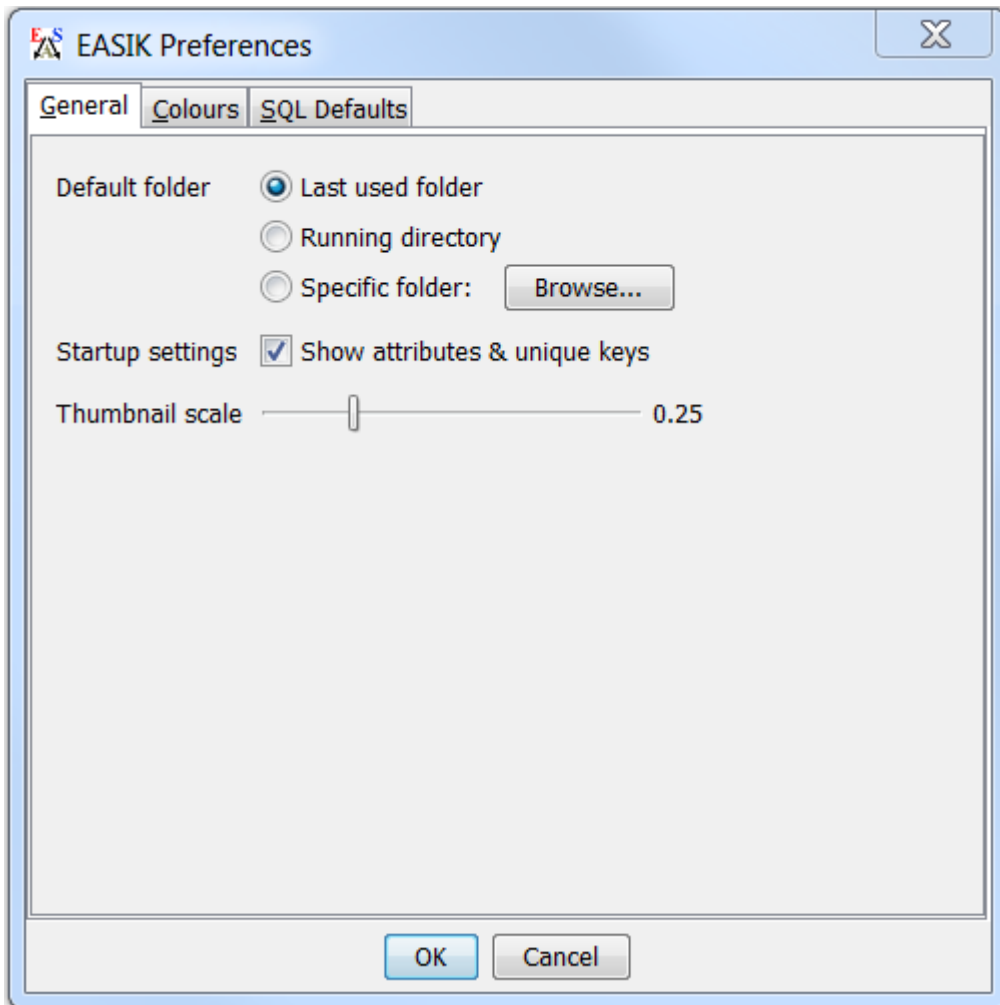 EASIK Preferences
General Colours SQL Defaults
Default folder Last used folder
Running directory
Specific folder: Browse...
Startup settings Show attributes & unique keys
Thumbnail scale 0.25
OK Cancel